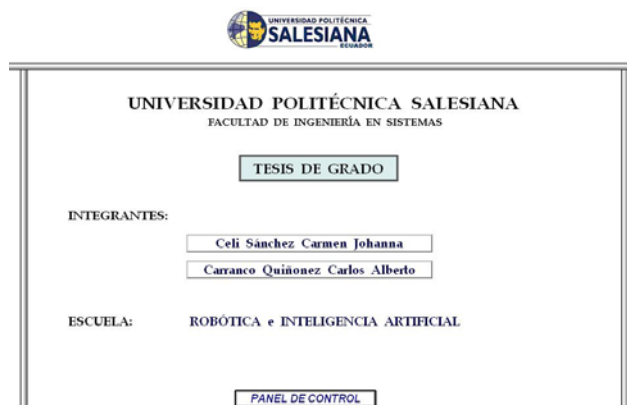 UNIVERSIDAD POLITÉCNICA
SALESIANA
ECUADOR
UNIVERSIDAD POLITÉCNICA SALESIANA
FACULTAD DE INGENIERÍA EN SISTEMAS
TESIS DE GRADO
INTEGRANTES:
Celi Sánchez Carmen Johanna
Carranco Quiñonez Carlos Alberto
ESCUELA: ROBÓTICA e INTELIGENCIA ARTIFICIAL
PANEL DE CONTROL